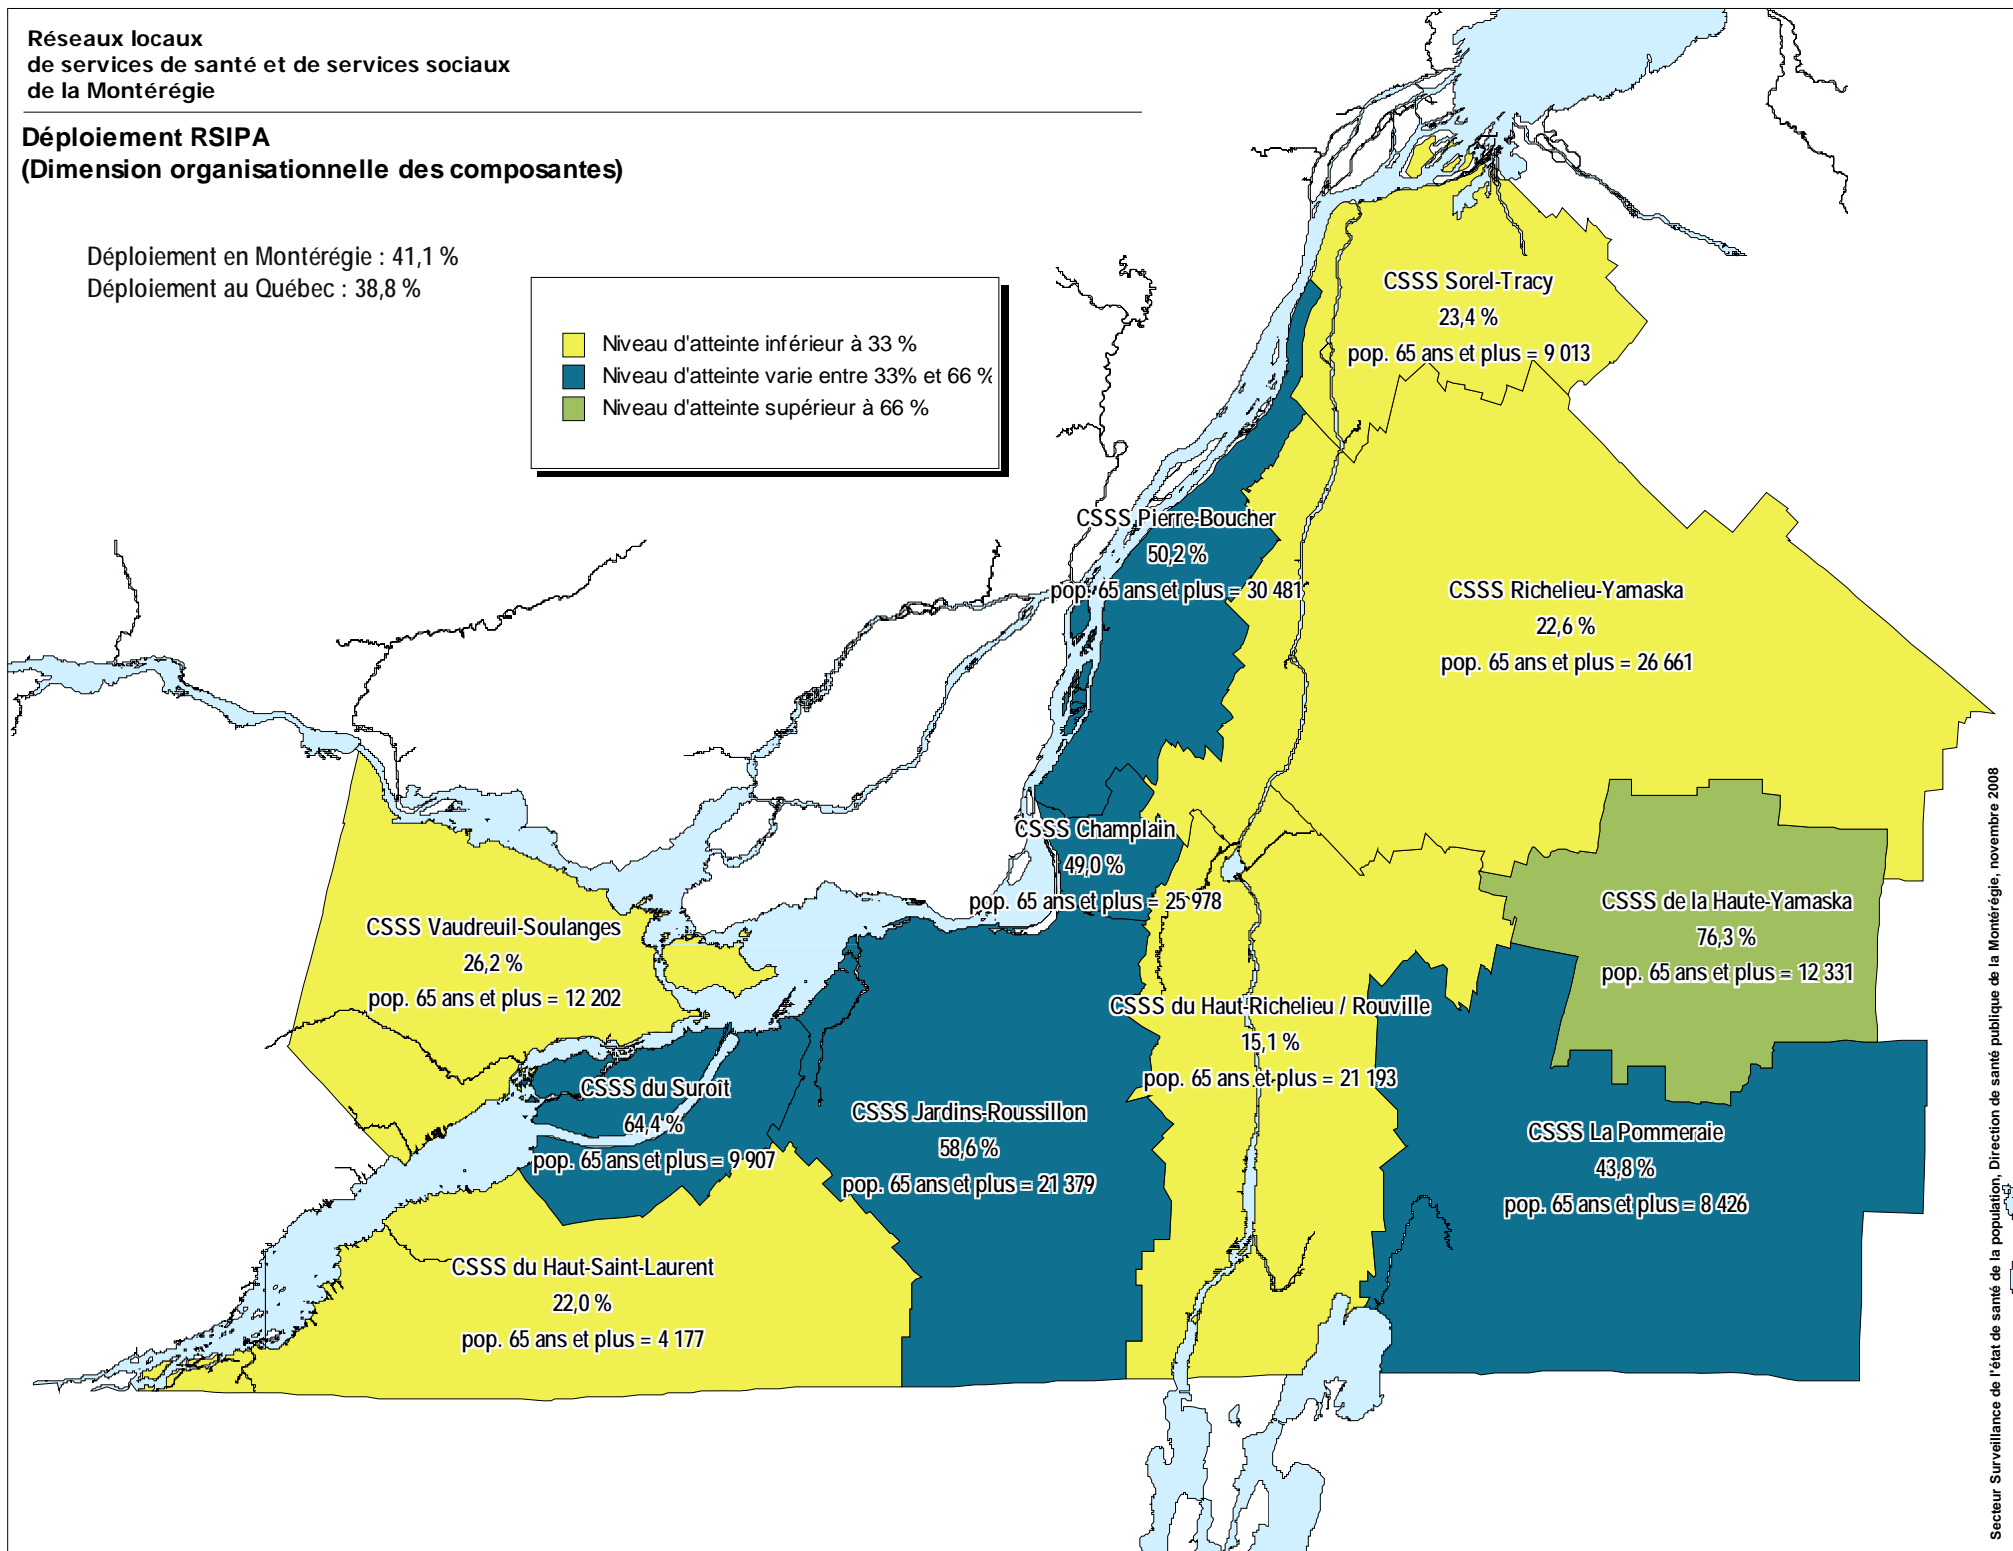 Réseaux locaux
de services de santé et de services sociaux
de la Montérégie
Déploiement RSIPA
(Dimension organisationnelle des composantes)
Déploiement en Montérégie : 41,1 %
Déploiement au Québec : 38,8 %
Niveau d'atteinte inférieur à 33 %
Niveau d'atteinte varie entre 33% et 66 %
Niveau d'atteinte supérieur à 66 %
CSSS Sorel-Tracy
23,4 %
pop. 65 ans et plus = 9 013
CSSS Pierre-Boucher
50,2 %
pop. 65 ans et plus = 30 481
CSSS Richelieu-Yamaska
22,6 %
pop. 65 ans et plus = 26 661
CSSS Champlain
49,0 %
pop. 65 ans et plus = 25 978
CSSS de la Haute-Yamaska
76,3 %
pop. 65 ans et plus = 12 331
CSSS Vaudreuil-Soulanges
26,2 %
pop. 65 ans et plus = 12 202
CSSS du Haut-Richelieu / Rouville
15,1 %
pop. 65 ans et plus = 21 193
CSSS du Suroît
64,4 %
pop. 65 ans et plus = 9 907
CSSS Jardins-Roussillon
58,6 %
pop. 65 ans et plus = 21 379
CSSS La Pommeraie
43,8 %
pop. 65 ans et plus = 8 426
CSSS du Haut-Saint-Laurent
22,0 %
pop. 65 ans et plus = 4 177
Secteur Surveillance de l'état de santé de la population, Direction de santé publique de la Montérégie, novembre 2008